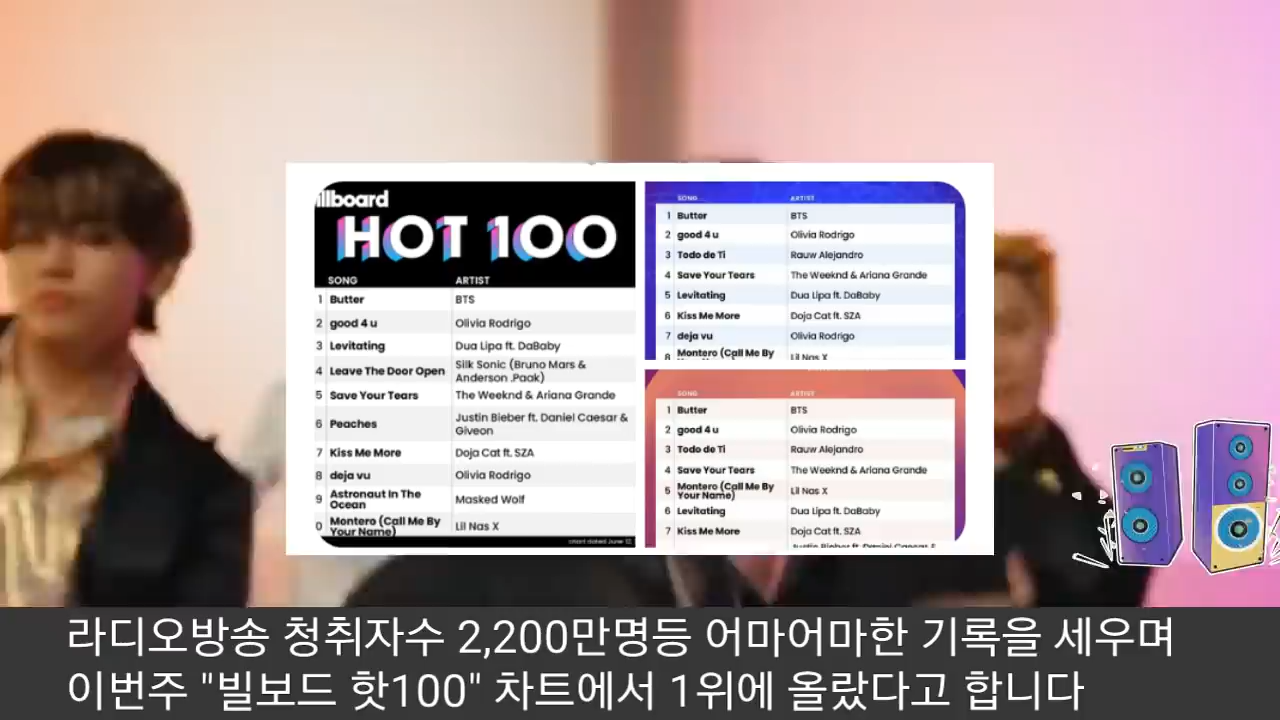 illboard
HOT 100
SONG ARTIST
1 Butter BTS
2 good 4 u Olivia Rodrigo
3 Levitating Dua Lipa ft. DaBaby
4 Leave The Door Open Silk Sonic (Bruno Mars &
Anderson .Paak)
5 Save Your Tears The Weeknd & Ariana Grande
6 Peaches Justin Bieber ft. Daniel Caesar &
Giveon
7 Kiss Me More Doja Cat ft. SZA
8 deja vu Olivia Rodrigo
9 Astronaut In The
Ocean Masked Wolf
0 Montero (Call Me By
Your Name) Lil Nas X
SONG ARTIST
1 Butter BTS
2 good 4 u Olivia Rodrigo
3 Todo de Ti Rauw Alejandro
4 Save Your Tears The Weeknd & Ariana Grande
5 Levitating Dua Lipa ft. DaBaby
6 Kiss Me More Doja Cat ft. SZA
7 deja vu Olivia Rodrigo
8 Montero (Call Me By Lil Nas X
SONG ARTIST
1 Butter BTS
2 good 4 u Olivia Rodrigo
3 Todo de Ti Rauw Alejandro
4 Save Your Tears The Weeknd & Ariana Grande
5 Montero (Call Me By
Your Name) Lil Nas X
6 Levitating Dua Lipa ft. DaBaby
7 Kiss Me More Doja Cat ft. SZA
라디오방송 청취자수 2,200만명등 어마어마한 기록을 세우며
이번주 "빌보드 핫100" 차트에서 1위에 올랐다고 합니다